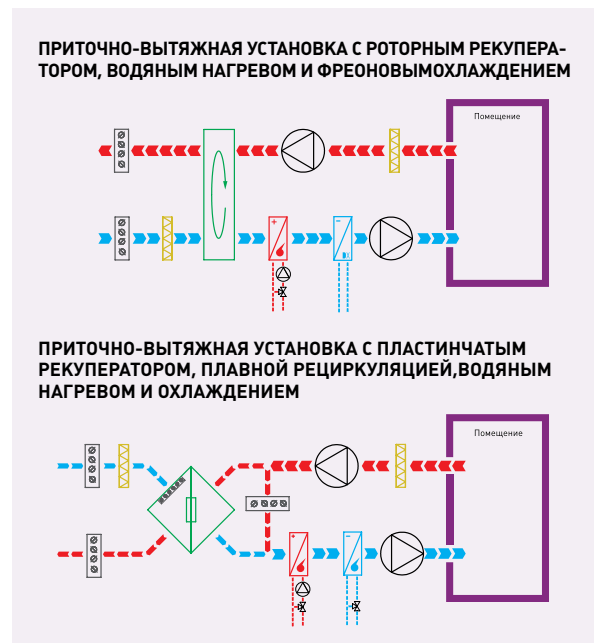 ПРИТОЧНО-ВЫТЯЖНАЯ УСТАНОВКА С РОТОРНЫМ РЕКУПЕРА-
ТОРОМ, ВОДЯНЫМ НАГРЕВОМ И ФРЕОНОВЫМОХЛАЖДЕНИЕМ
Помещение
+
−
ПРИТОЧНО-ВЫТЯЖНАЯ УСТАНОВКА С ПЛАСТИНЧАТЫМ
РЕКУПЕРАТОРОМ, ПЛАВНОЙ РЕЦИРКУЛЯЦИЕЙ,ВОДЯНЫМ
НАГРЕВОМ И ОХЛАЖДЕНИЕМ
Помещение
+
−